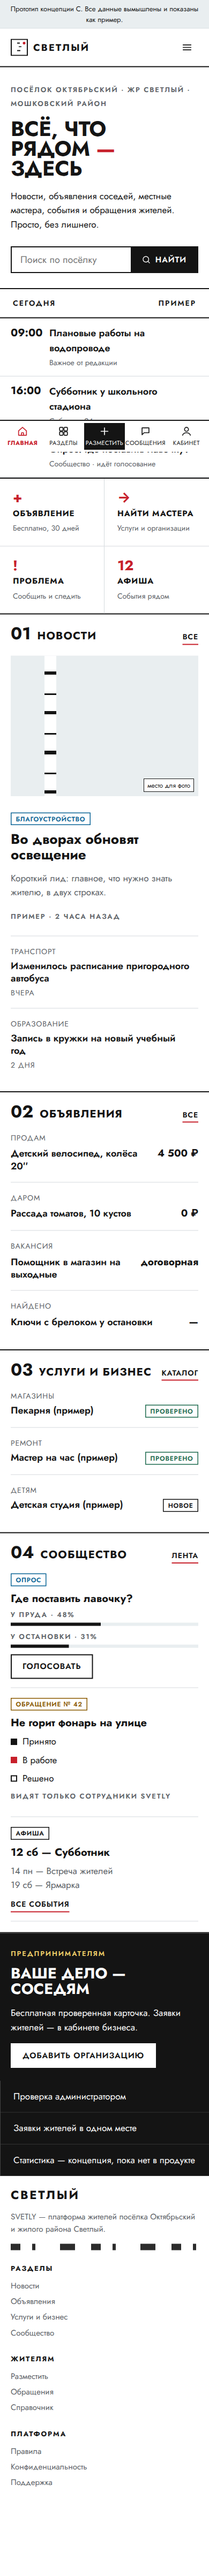 Прототип концепции С. Все данные вымышлены и показаны
как пример.
СВЕТЛЫЙ
ПОСЁЛОК ОКТЯБРЬСКИЙ · ЖР СВЕТЛЫЙ ·
МОШКОВСКИЙ РАЙОН
ВСЁ, ЧТО
РЯДОМ —
ЗДЕСЬ
Новости, объявления соседей, местные
мастера, события и обращения жителей.
Просто, без лишнего.
Поиск по посёлку
НАЙТИ
СЕГОДНЯ
ПРИМЕР
09:00 Плановые работы на
водопроводе
Важное от редакции
16:00 Субботник у школьного
стадиона
ГЛАВНАЯ
РАЗДЕЛЫ
РАЗМЕСТИТЬ
СООБЩЕНИЯ
КАБИНЕТ
Сообщество · идёт голосование
+
ОБЪЯВЛЕНИЕ
Бесплатно, 30 дней
→
НАЙТИ МАСТЕРА
Услуги и организации
!
ПРОБЛЕМА
Сообщить и следить
12
АФИША
События рядом
01 НОВОСТИ
ВСЕ
место для фото
БЛАГОУСТРОЙСТВО
Во дворах обновят
освещение
Короткий лид: главное, что нужно знать
жителю, в двух строках.
ПРИМЕР · 2 ЧАСА НАЗАД
ТРАНСПОРТ
Изменилось расписание пригородного
автобуса
ВЧЕРА
ОБРАЗОВАНИЕ
Запись в кружки на новый учебный
год
2 ДНЯ
02 ОБЪЯВЛЕНИЯ
ВСЕ
ПРОДАМ
Детский велосипед, колёса
20″
4 500 ₽
ДАРОМ
Рассада томатов, 10 кустов
0 ₽
ВАКАНСИЯ
Помощник в магазин на
выходные
договорная
НАЙДЕНО
Ключи с брелоком у остановки
—
03 УСЛУГИ И БИЗНЕС
КАТАЛОГ
МАГАЗИНЫ
Пекарня (пример)
ПРОВЕРЕНО
РЕМОНТ
Мастер на час (пример)
ПРОВЕРЕНО
ДЕТЯМ
Детская студия (пример)
НОВОЕ
04 СООБЩЕСТВО
ЛЕНТА
ОПРОС
Где поставить лавочку?
У ПРУДА · 48%
У ОСТАНОВКИ · 31%
ГОЛОСОВАТЬ
ОБРАЩЕНИЕ № 42
Не горит фонарь на улице
Принято
В работе
Решено
ВИДЯТ ТОЛЬКО СОТРУДНИКИ SVETLY
АФИША
12 сб — Субботник
14 пн — Встреча жителей
19 сб — Ярмарка
ВСЕ СОБЫТИЯ
ПРЕДПРИНИМАТЕЛЯМ
ВАШЕ ДЕЛО —
СОСЕДЯМ
Бесплатная проверенная карточка. Заявки
жителей — в кабинете бизнеса.
ДОБАВИТЬ ОРГАНИЗАЦИЮ
Проверка администратором
Заявки жителей в одном месте
Статистика — концепция, пока нет в продукте
СВЕТЛЫЙ
SVETLY — платформа жителей посёлка Октябрьский
и жилого района Светлый.
РАЗДЕЛЫ
Новости
Объявления
Услуги и бизнес
Сообщество
ЖИТЕЛЯМ
Разместить
Обращения
Справочник
ПЛАТФОРМА
Правила
Конфиденциальность
Поддержка